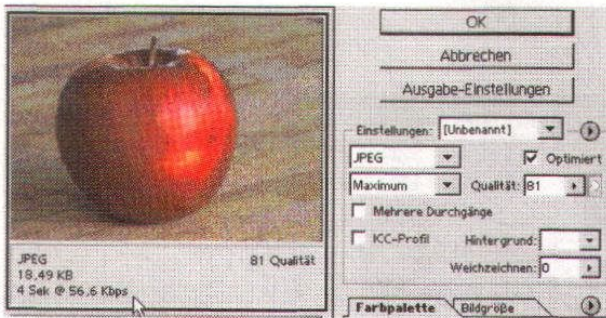 OK
Abbrechen
Ausgabe-Einstellungen
Einstellungen: [Unbenannt]
JPEG Optimiert
Maximum Qualität: 81
Mehrere Durchgänge
ICC-Profil Hintergrund:
Weichzeichnen: 0
JPEG 81 Qualität
18,49 KB
4 Sek @ 56,6 Kbps
Farbpalette Bildgröße